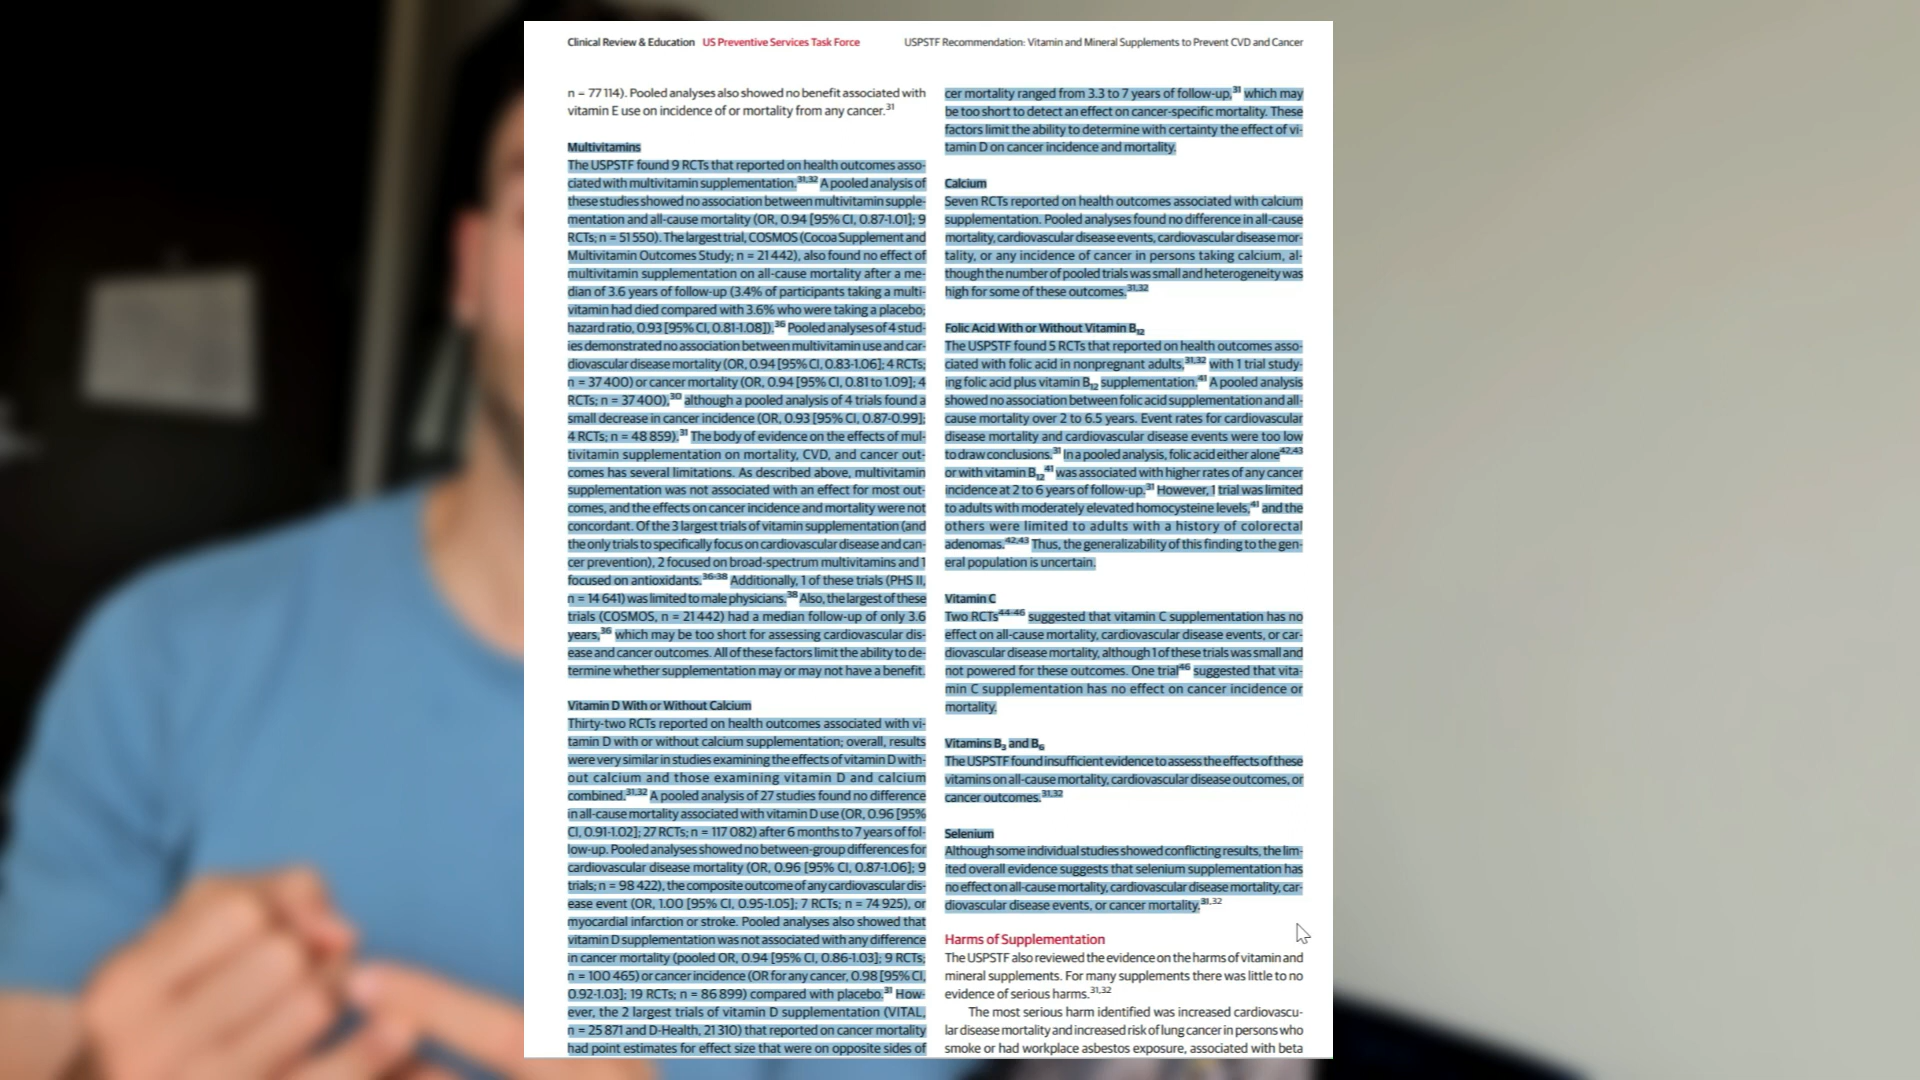 Clinical Review & Education US Preventive Services Task Force
USPSTF Recommendation: Vitamin and Mineral Supplements to Prevent CVD and Cancer
n = 77 114). Pooled analyses also showed no benefit associated with
vitamin E use on incidence of or mortality from any cancer.31
Multivitamins
The USPSTF found 9 RCTs that reported on health outcomes asso-
ciated with multivitamin supplementation.31,32 A pooled analysis of
these studies showed no association between multivitamin supple-
mentation and all-cause mortality (OR, 0.94 [95% CI, 0.87-1.01]; 9
RCTs; n = 51 550). The largest trial, COSMOS (Cocoa Supplement and
Multivitamin Outcomes Study; n = 21 442), also found no effect of
multivitamin supplementation on all-cause mortality after a me-
dian of 3.6 years of follow-up (3.4% of participants taking a multi-
vitamin had died compared with 3.6% who were taking a placebo;
hazard ratio, 0.93 [95% CI, 0.81-1.08]).36 Pooled analyses of 4 stud-
ies demonstrated no association between multivitamin use and car-
diovascular disease mortality (OR, 0.94 [95% CI, 0.83-1.06]; 4 RCTs;
n = 37 400) or cancer mortality (OR, 0.94 [95% CI, 0.81 to 1.09]; 4
RCTs; n = 37 400),30 although a pooled analysis of 4 trials found a
small decrease in cancer incidence (OR, 0.93 [95% CI, 0.87-0.99];
4 RCTs; n = 48 859).31 The body of evidence on the effects of mul-
tivitamin supplementation on mortality, CVD, and cancer out-
comes has several limitations. As described above, multivitamin
supplementation was not associated with an effect for most out-
comes, and the effects on cancer incidence and mortality were not
concordant. Of the 3 largest trials of vitamin supplementation (and
the only trials to specifically focus on cardiovascular disease and can-
cer prevention), 2 focused on broad-spectrum multivitamins and 1
focused on antioxidants.36-38 Additionally, 1 of these trials (PHS II,
n = 14 641) was limited to male physicians.38 Also, the largest of these
trials (COSMOS, n = 21 442) had a median follow-up of only 3.6
years,36 which may be too short for assessing cardiovascular dis-
ease and cancer outcomes. All of these factors limit the ability to de-
termine whether supplementation may or may not have a benefit.
Vitamin D With or Without Calcium
Thirty-two RCTs reported on health outcomes associated with vi-
tamin D with or without calcium supplementation; overall, results
were very similar in studies examining the effects of vitamin D with-
out calcium and those examining vitamin D and calcium
combined.31,32 A pooled analysis of 27 studies found no difference
in all-cause mortality associated with vitamin D use (OR, 0.96 [95%
CI, 0.91-1.02]; 27 RCTs; n = 117 082) after 6 months to 7 years of fol-
low-up. Pooled analyses showed no between-group differences for
cardiovascular disease mortality (OR, 0.96 [95% CI, 0.87-1.06]; 9
trials; n = 98 422), the composite outcome of any cardiovascular dis-
ease event (OR, 1.00 [95% CI, 0.95-1.05]; 7 RCTs; n = 74 925), or
myocardial infarction or stroke. Pooled analyses also showed that
vitamin D supplementation was not associated with any difference
in cancer mortality (pooled OR, 0.94 [95% CI, 0.86-1.03]; 9 RCTs;
n = 100 465) or cancer incidence (OR for any cancer, 0.98 [95% CI,
0.92-1.03]; 19 RCTs; n = 86 899) compared with placebo.31 How-
ever, the 2 largest trials of vitamin D supplementation (VITAL,
n = 25 871 and D-Health, 21 310) that reported on cancer mortality
had point estimates for effect size that were on opposite sides of
cer mortality ranged from 3.3 to 7 years of follow-up,31 which may
be too short to detect an effect on cancer-specific mortality. These
factors limit the ability to determine with certainty the effect of vi-
tamin D on cancer incidence and mortality.
Calcium
Seven RCTs reported on health outcomes associated with calcium
supplementation. Pooled analyses found no difference in all-cause
mortality, cardiovascular disease events, cardiovascular disease mor-
tality, or any incidence of cancer in persons taking calcium, al-
though the number of pooled trials was small and heterogeneity was
high for some of these outcomes.31,32
Folic Acid With or Without Vitamin B12
The USPSTF found 5 RCTs that reported on health outcomes asso-
ciated with folic acid in nonpregnant adults,31,32 with 1 trial study-
ing folic acid plus vitamin B12 supplementation.41 A pooled analysis
showed no association between folic acid supplementation and all-
cause mortality over 2 to 6.5 years. Event rates for cardiovascular
disease mortality and cardiovascular disease events were too low
to draw conclusions.31 In a pooled analysis, folic acid either alone42,43
or with vitamin B12,41 was associated with higher rates of any cancer
incidence at 2 to 6 years of follow-up.31 However, 1 trial was limited
to adults with moderately elevated homocysteine levels,41 and the
others were limited to adults with a history of colorectal
adenomas.42,43 Thus, the generalizability of this finding to the gen-
eral population is uncertain.
Vitamin C
Two RCTs44-46 suggested that vitamin C supplementation has no
effect on all-cause mortality, cardiovascular disease events, or car-
diovascular disease mortality, although 1 of these trials was small and
not powered for these outcomes. One trial46 suggested that vita-
min C supplementation has no effect on cancer incidence or
mortality.
Vitamins B3 and B6
The USPSTF found insufficient evidence to assess the effects of these
vitamins on all-cause mortality, cardiovascular disease outcomes, or
cancer outcomes.31,32
Selenium
Although some individual studies showed conflicting results, the lim-
ited overall evidence suggests that selenium supplementation has
no effect on all-cause mortality, cardiovascular disease mortality, car-
diovascular disease events, or cancer mortality.31,32
Harms of Supplementation
The USPSTF also reviewed the evidence on the harms of vitamin and
mineral supplements. For many supplements there was little to no
evidence of serious harms.31,32
The most serious harm identified was increased cardiovascu-
lar disease mortality and increased risk of lung cancer in persons who
smoke or had workplace asbestos exposure, associated with beta